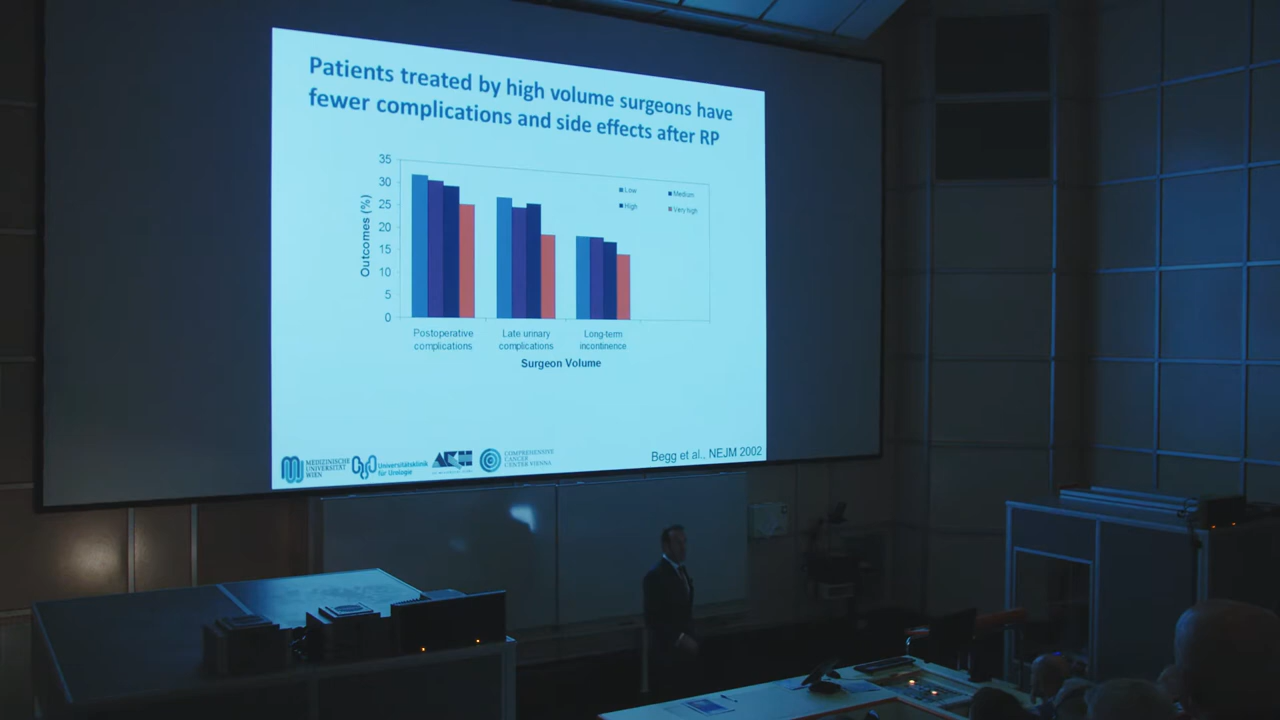 Patients treated by high volume surgeons have
fewer complications and side effects after RP
35
30
25
20
15
10
5
0
Outcomes (%)
Low
Medium
High
Very high
Postoperative
complications
Late urinary
complications
Long-term
incontinence
Surgeon Volume
MEDIZINISCHE
UNIVERSITÄT
WIEN
Universitätsklinik
für Urologie
AKH
COMPREHENSIVE
CANCER
CENTER VIENNA
Begg et al., NEJM 2002